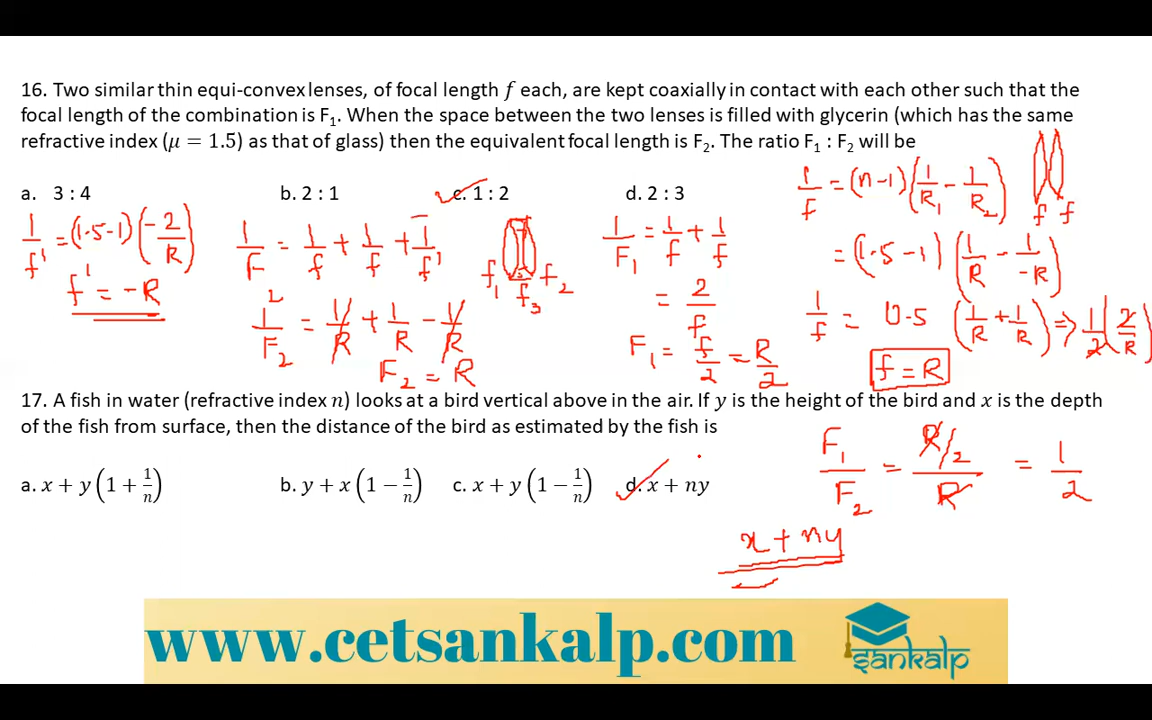 16. Two similar thin equi-convex lenses, of focal length f each, are kept coaxially in contact with each other such that the
focal length of the combination is F₁. When the space between the two lenses is filled with glycerin (which has the same
refractive index (μ = 1.5) as that of glass) then the equivalent focal length is F₂. The ratio F₁ : F₂ will be
a. 3 : 4 b. 2 : 1 c. 1 : 2 d. 2 : 3
1/f' = (1.5-1)(-2/R)
f' = -R
1/F₂ = 1/f + 1/f + 1/f'
1/F₂ = 1/R + 1/R - 1/R
F₂ = R
f₁ f₃ f₂
1/F₁ = 1/f + 1/f
= 2/f
F₁ = f/2 = R/2
f f
1/f = (n-1)(1/R₁ - 1/R₂)
= (1.5-1)(1/R - 1/-R)
1/f = 0.5 (1/R + 1/R) ⇒ 1/2(2/R)
f = R
17. A fish in water (refractive index n) looks at a bird vertical above in the air. If y is the height of the bird and x is the depth
of the fish from surface, then the distance of the bird as estimated by the fish is
a. x + y(1 + 1/n) b. y + x(1 − 1/n) c. x + y(1 − 1/n) d. x + ny
F₁/F₂ = R/2/R = 1/2
x + ny
www.cetsankalp.com
sankalp